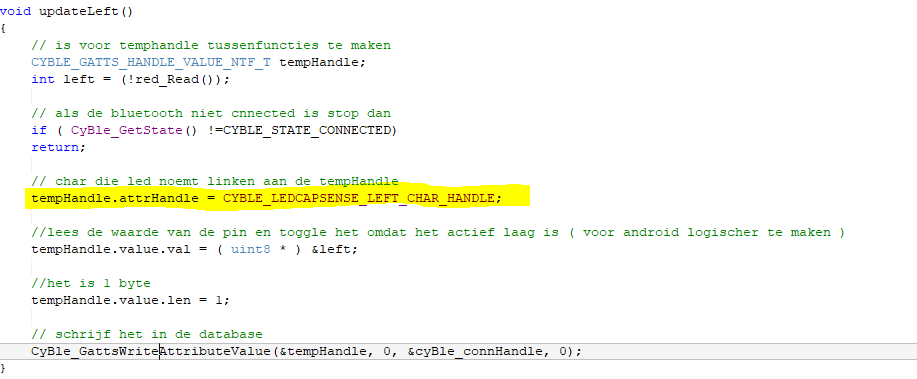 void updateLeft()
{
// is voor temphandle tussenfuncties te maken
CYBLE_GATTS_HANDLE_VALUE_NTF_T tempHandle;
int left = (!red_Read());
// als de bluetooth niet cnnected is stop dan
if ( CyBle_GetState() !=CYBLE_STATE_CONNECTED)
return;
// char die led noemt linken aan de tempHandle
tempHandle.attrHandle = CYBLE_LEDCAPSENSE_LEFT_CHAR_HANDLE;
//lees de waarde van de pin en toggle het omdat het actief laag is ( voor android logischer te maken )
tempHandle.value.val = ( uint8 * ) &left;
//het is 1 byte
tempHandle.value.len = 1;
// schrijf het in de database
CyBle_GattsWriteAttributeValue(&tempHandle, 0, &cyBle_connHandle, 0);
}